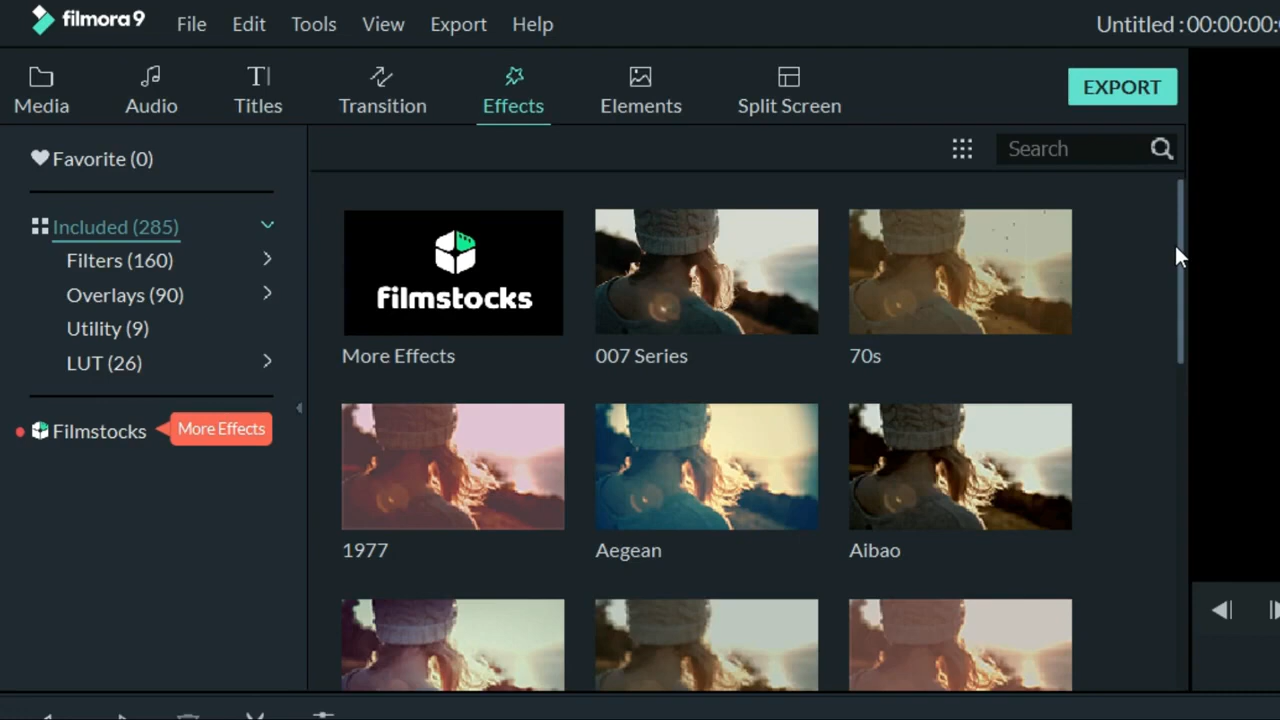 filmora9 File Edit Tools View Export Help Untitled : 00:00:00:
Media Audio Titles Transition Effects Elements Split Screen EXPORT
Favorite (0)
Search
Included (285)
Filters (160)
Overlays (90)
Utility (9)
LUT (26)
Filmstocks More Effects
filmstocks
More Effects 007 Series 70s
1977 Aegean Aibao